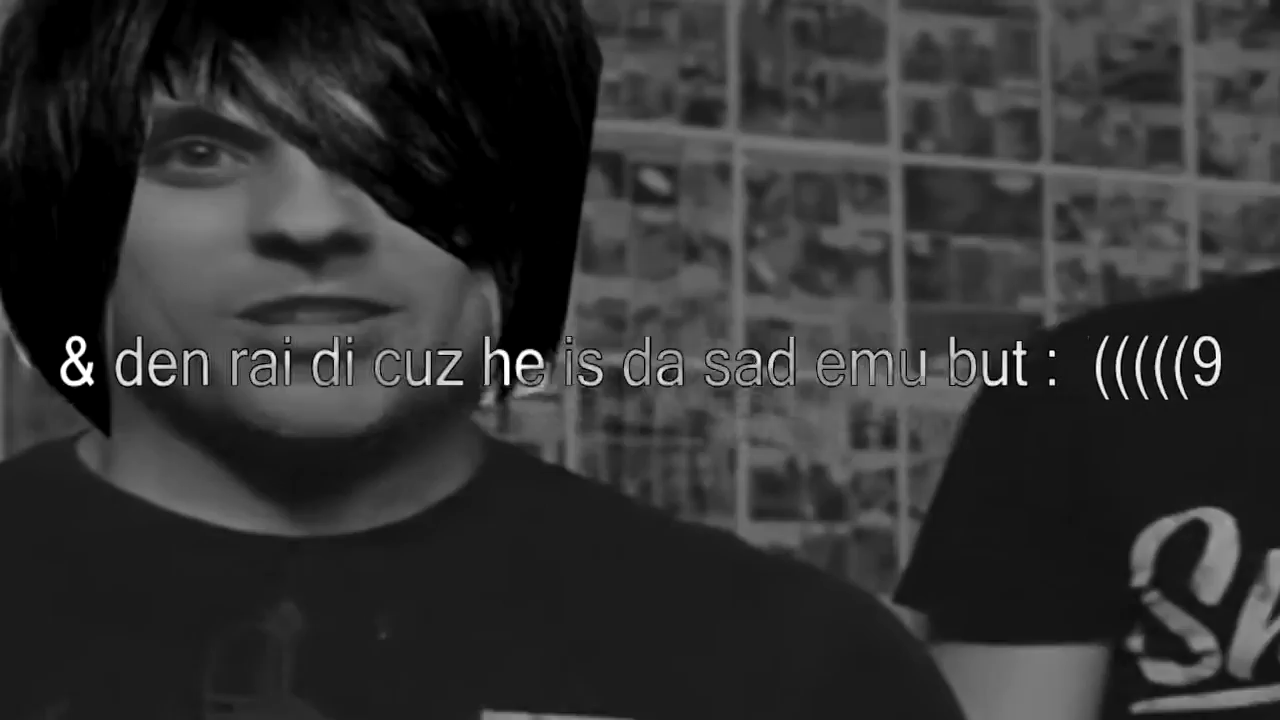 & den rai di cuz he is da sad emu but :  (((((9